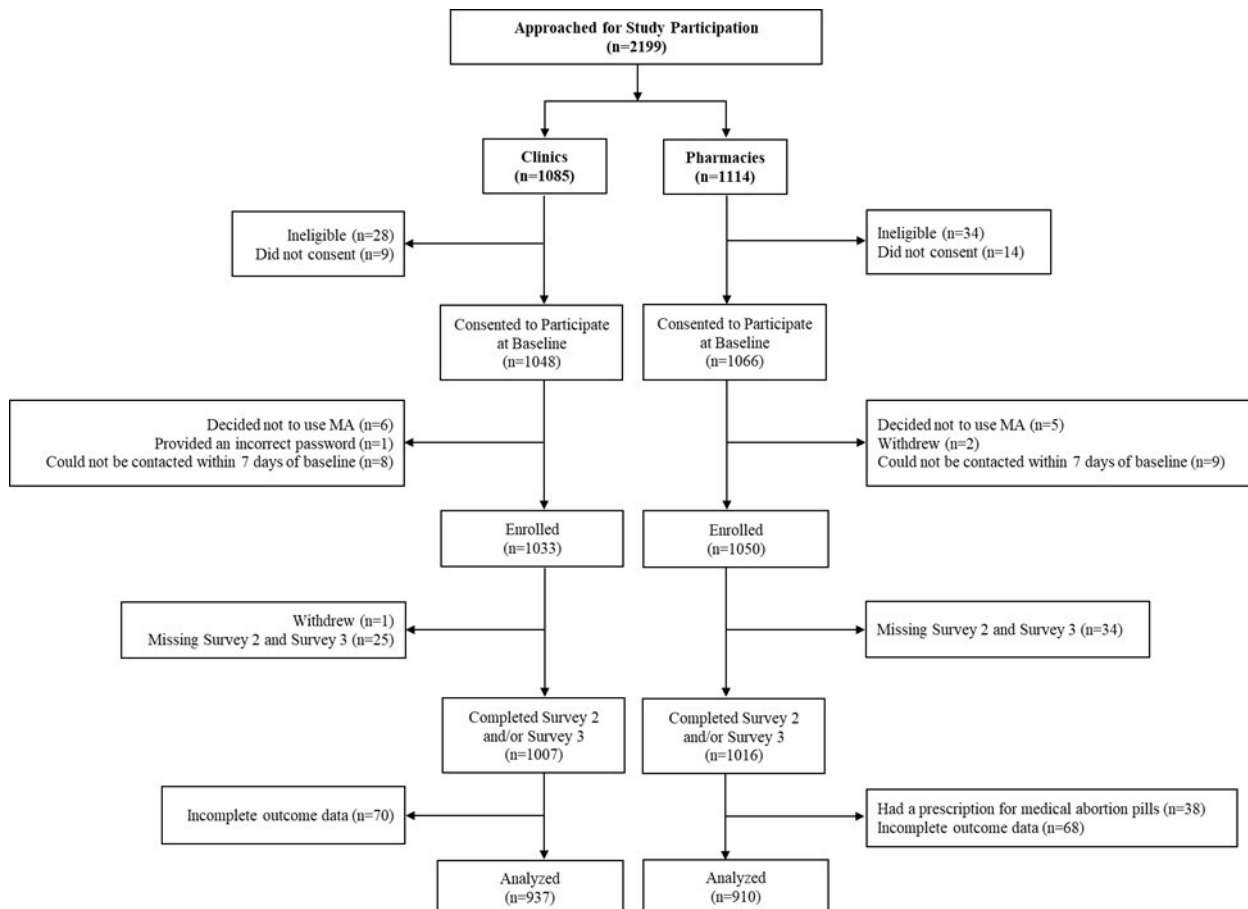 Approached for Study Participation
(n=2199)
Clinics
(n=1085)
Pharmacies
(n=1114)
Ineligible (n=28)
Did not consent (n=9)
Ineligible (n=34)
Did not consent (n=14)
Consented to Participate
at Baseline
(n=1048)
Consented to Participate
at Baseline
(n=1066)
Decided not to use MA (n=6)
Provided an incorrect password (n=1)
Could not be contacted within 7 days of baseline (n=8)
Decided not to use MA (n=5)
Withdrew (n=2)
Could not be contacted within 7 days of baseline (n=9)
Enrolled
(n=1033)
Enrolled
(n=1050)
Withdrew (n=1)
Missing Survey 2 and Survey 3 (n=25)
Missing Survey 2 and Survey 3 (n=34)
Completed Survey 2
and/or Survey 3
(n=1007)
Completed Survey 2
and/or Survey 3
(n=1016)
Incomplete outcome data (n=70)
Had a prescription for medical abortion pills (n=38)
Incomplete outcome data (n=68)
Analyzed
(n=937)
Analyzed
(n=910)